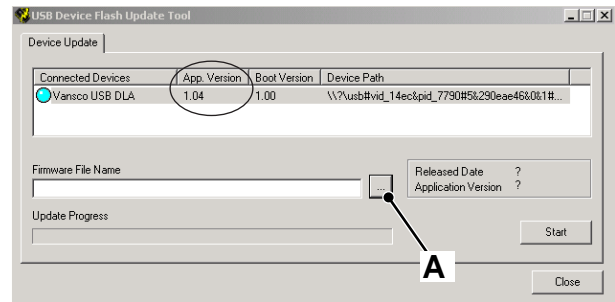 USB Device Flash Update Tool
Device Update
Connected Devices App. Version Boot Version Device Path
Vansco USB DLA 1.04 1.00 \\?\usb#vid_14ec&pid_7790#5&290eae46&0&1#...
Firmware File Name
...
Released Date ?
Application Version ?
Update Progress
Start
A
Close